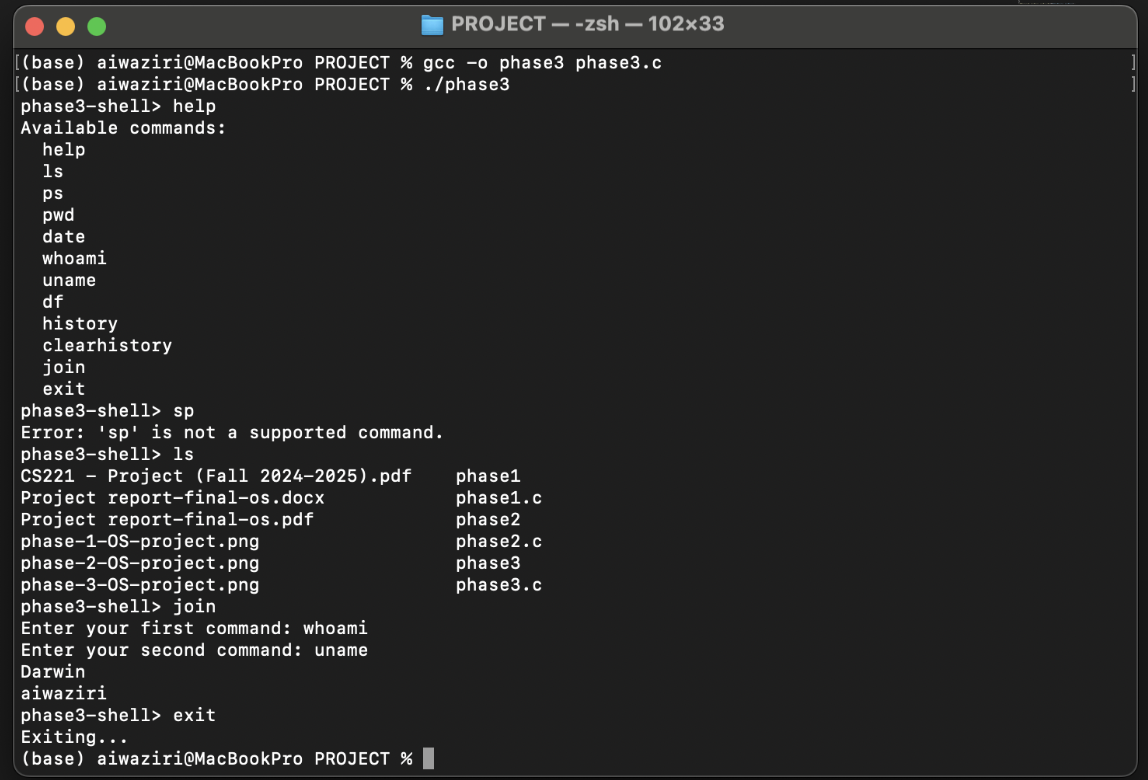 PROJECT — -zsh — 102×33
[(base) aiwaziri@MacBookPro PROJECT % gcc -o phase3 phase3.c ]
[(base) aiwaziri@MacBookPro PROJECT % ./phase3 ]
phase3-shell> help
Available commands:
  help
  ls
  ps
  pwd
  date
  whoami
  uname
  df
  history
  clearhistory
  join
  exit
phase3-shell> sp
Error: 'sp' is not a supported command.
phase3-shell> ls
CS221 - Project (Fall 2024-2025).pdf    phase1
Project report-final-os.docx            phase1.c
Project report-final-os.pdf             phase2
phase-1-OS-project.png                  phase2.c
phase-2-OS-project.png                  phase3
phase-3-OS-project.png                  phase3.c
phase3-shell> join
Enter your first command: whoami
Enter your second command: uname
Darwin
aiwaziri
phase3-shell> exit
Exiting...
(base) aiwaziri@MacBookPro PROJECT %